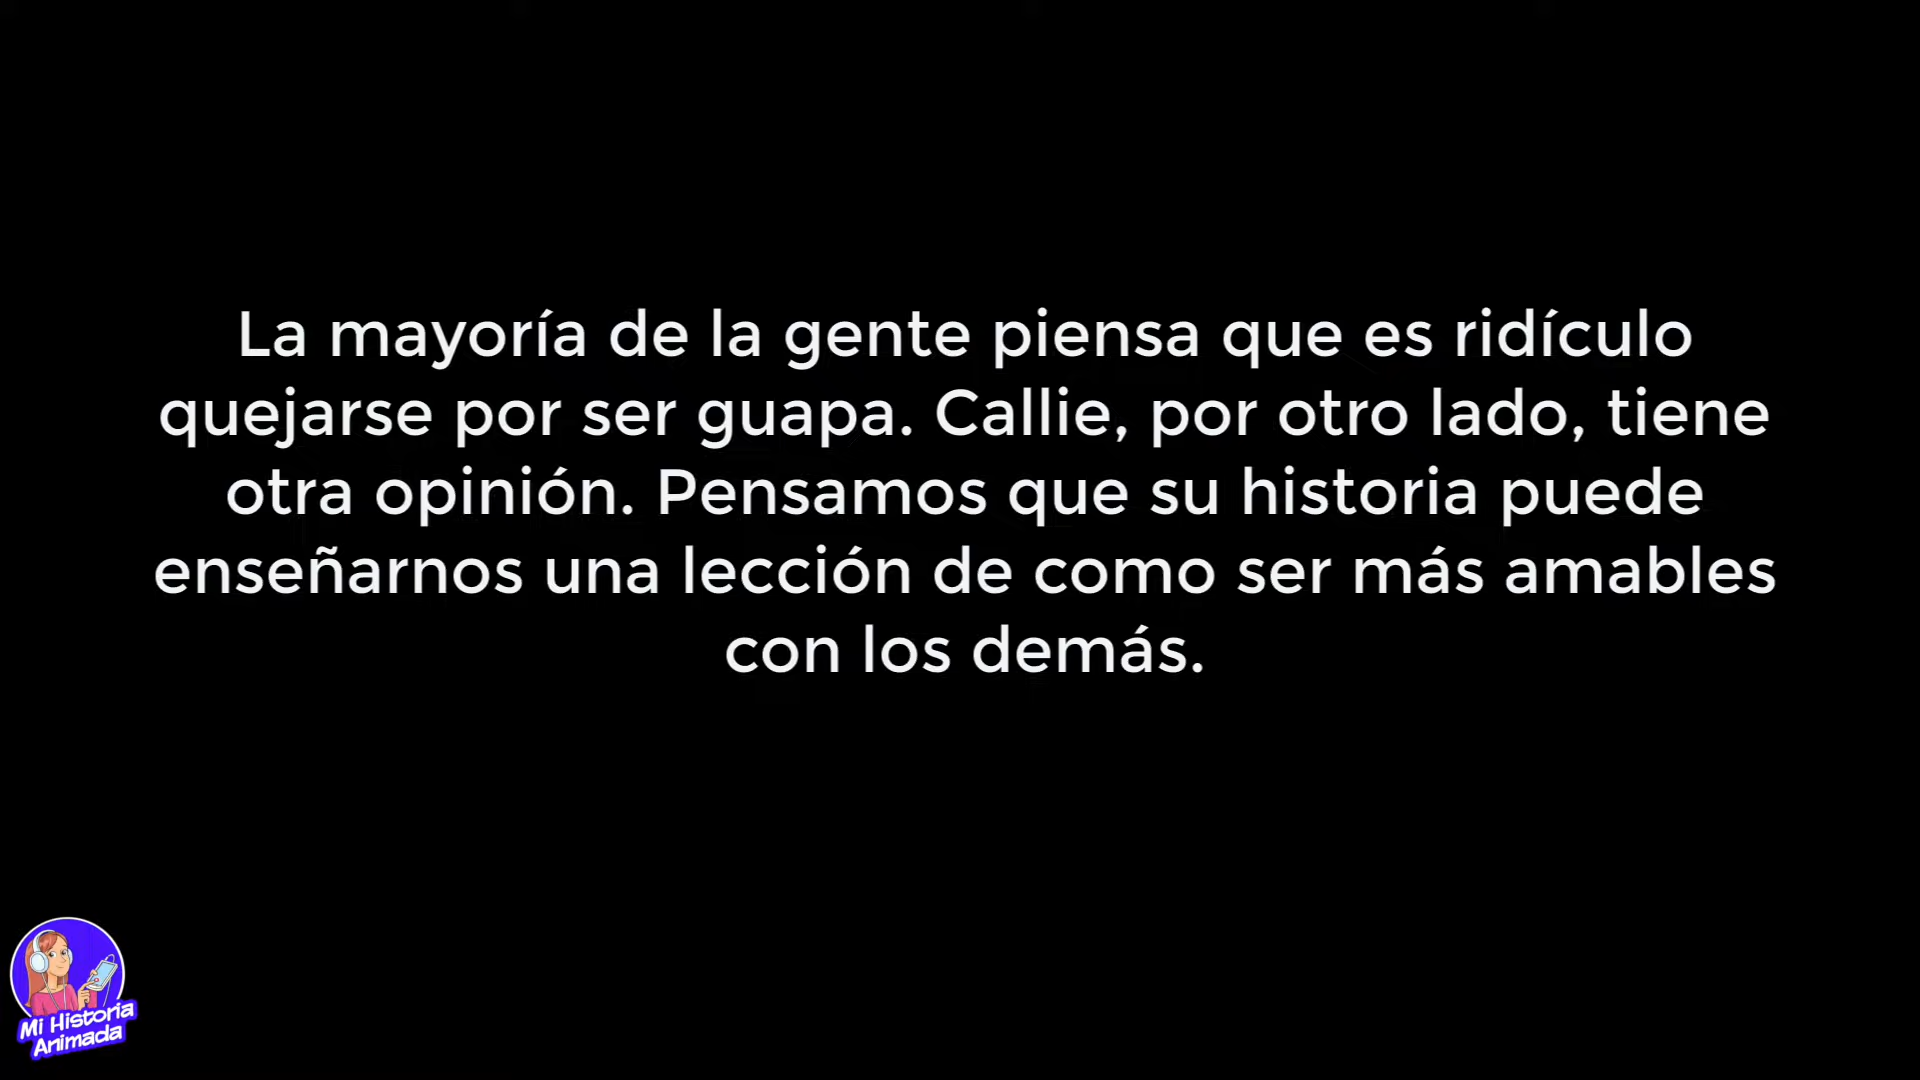 La mayoría de la gente piensa que es ridículo
quejarse por ser guapa. Callie, por otro lado, tiene
otra opinión. Pensamos que su historia puede
enseñarnos una lección de como ser más amables
con los demás.
Mi Historia
Animada